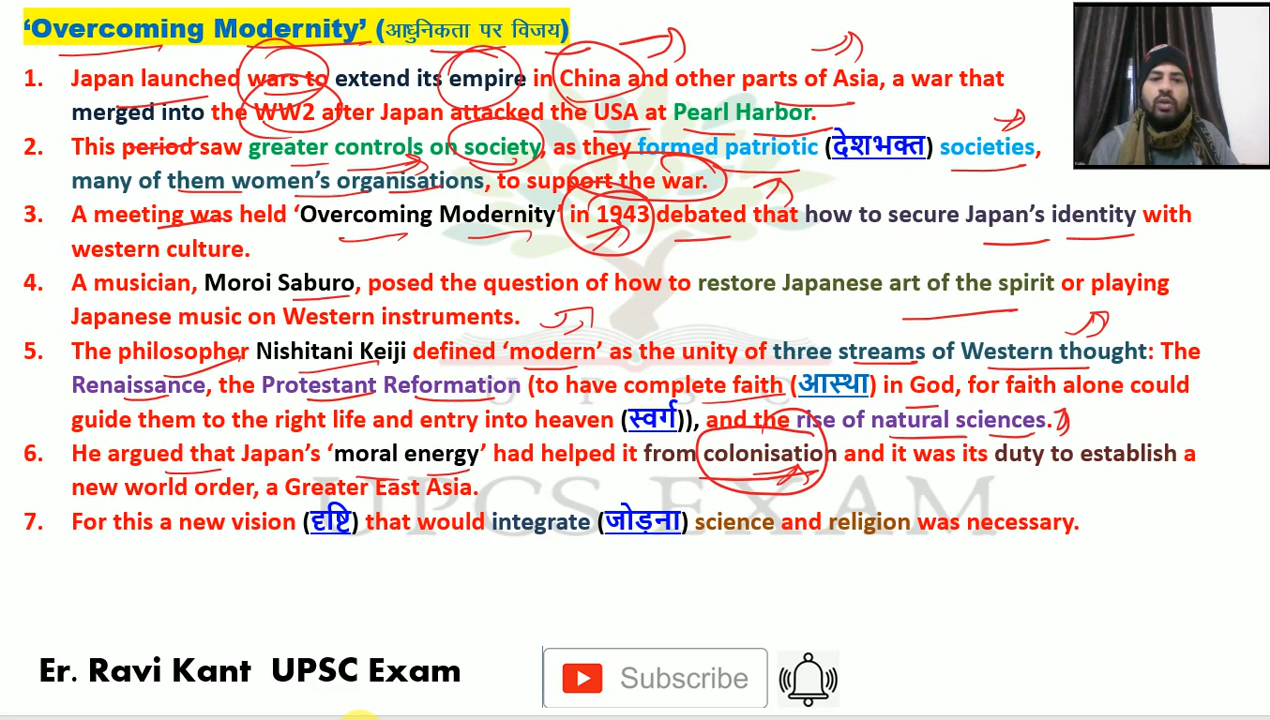 ‘Overcoming Modernity’ (आधुनिकता पर विजय)
1. Japan launched wars to extend its empire in China and other parts of Asia, a war that
merged into the WW2 after Japan attacked the USA at Pearl Harbor.
2. This period saw greater controls on society, as they formed patriotic (देशभक्त) societies,
many of them women’s organisations, to support the war.
3. A meeting was held ‘Overcoming Modernity’ in 1943 debated that how to secure Japan’s identity with
western culture.
4. A musician, Moroi Saburo, posed the question of how to restore Japanese art of the spirit or playing
Japanese music on Western instruments.
5. The philosopher Nishitani Keiji defined ‘modern’ as the unity of three streams of Western thought: The
Renaissance, the Protestant Reformation (to have complete faith (आस्था) in God, for faith alone could
guide them to the right life and entry into heaven (स्वर्ग)), and the rise of natural sciences.
6. He argued that Japan’s ‘moral energy’ had helped it from colonisation and it was its duty to establish a
new world order, a Greater East Asia.
7. For this a new vision (दृष्टि) that would integrate (जोड़ना) science and religion was necessary.
UPCS EXAM
Er. Ravi Kant UPSC Exam
Subscribe